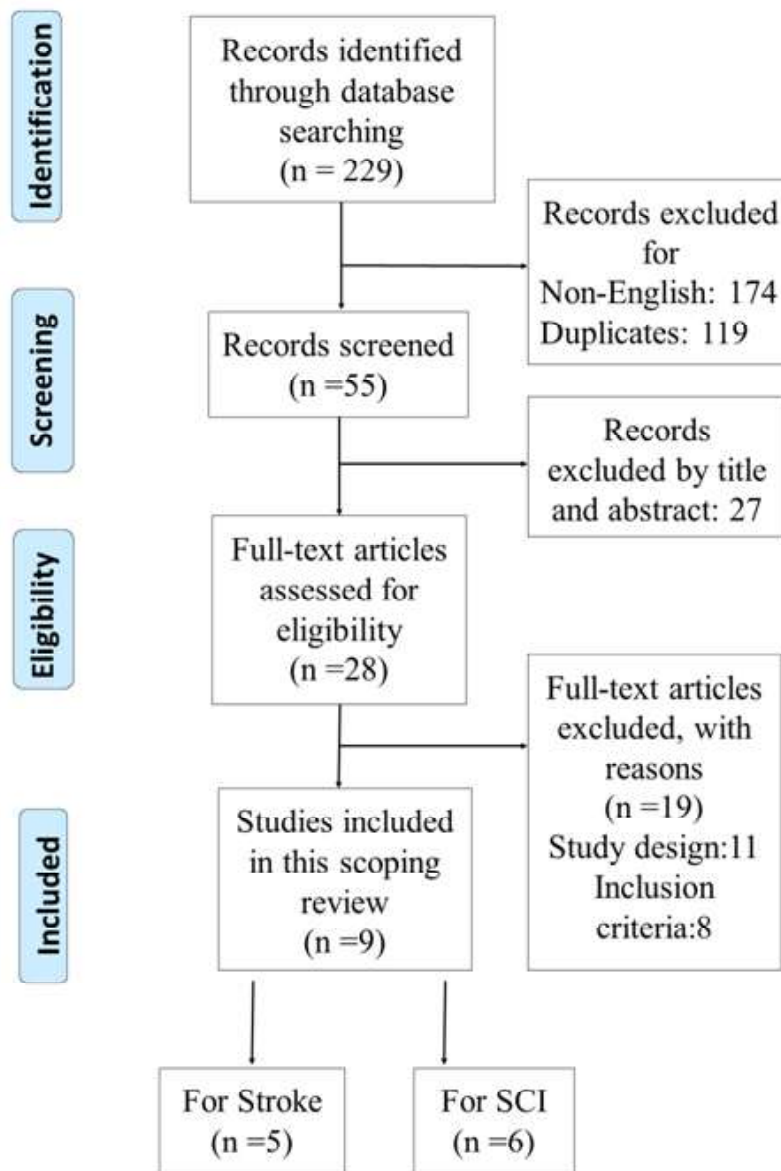 Identification
Records identified
through database
searching
(n = 229)
Records excluded
for
Non-English: 174
Duplicates: 119
Screening
Records screened
(n =55)
Records
excluded by title
and abstract: 27
Eligibility
Full-text articles
assessed for
eligibility
(n =28)
Full-text articles
excluded, with
reasons
(n =19)
Study design:11
Inclusion
criteria:8
Included
Studies included
in this scoping
review
(n =9)
For Stroke
(n =5)
For SCI
(n =6)